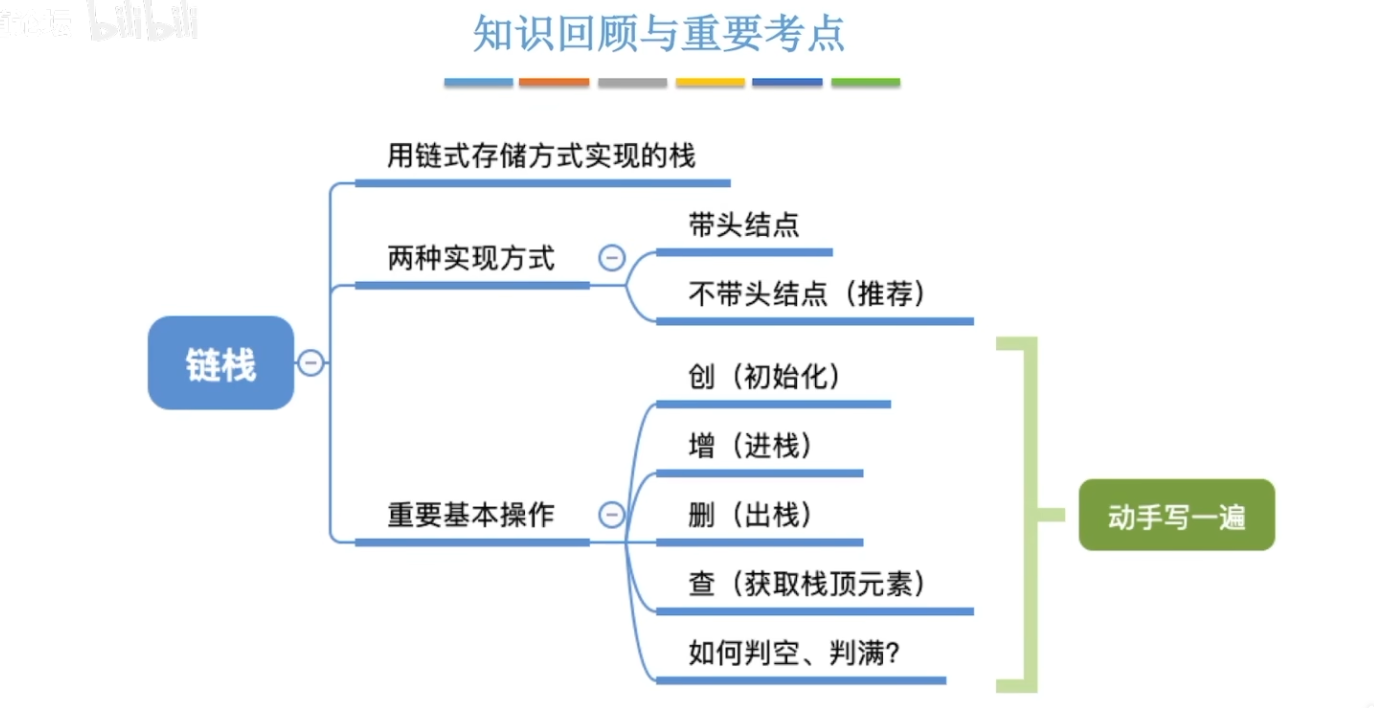 bilibili
知识回顾与重要考点
用链式存储方式实现的栈
两种实现方式
带头结点
不带头结点（推荐）
链栈
重要基本操作
创（初始化）
增（进栈）
删（出栈）
查（获取栈顶元素）
如何判空、判满?
动手写一遍